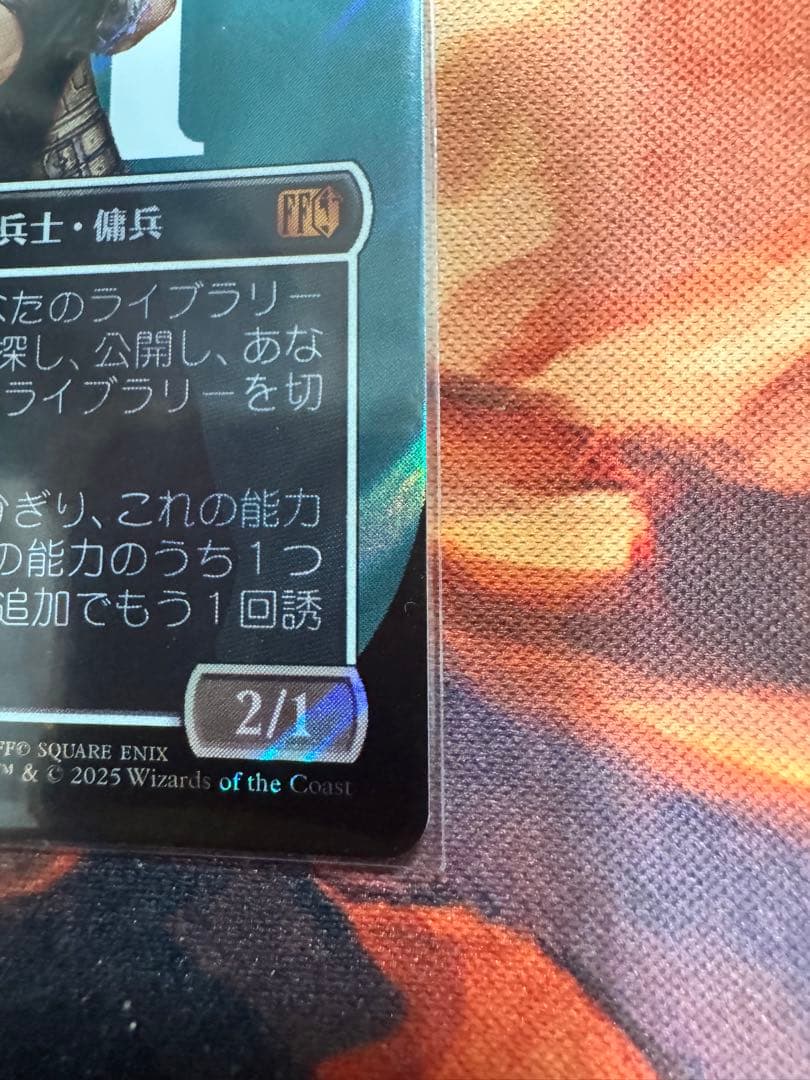 兵士・傭兵
FF
なたのライブラリー
探し、公開し、あな
ライブラリーを切
ぎり、これの能力
の能力のうち1つ
追加でもう1回誘
2/1
FF© SQUARE ENIX
™ & © 2025 Wizards of the Coast